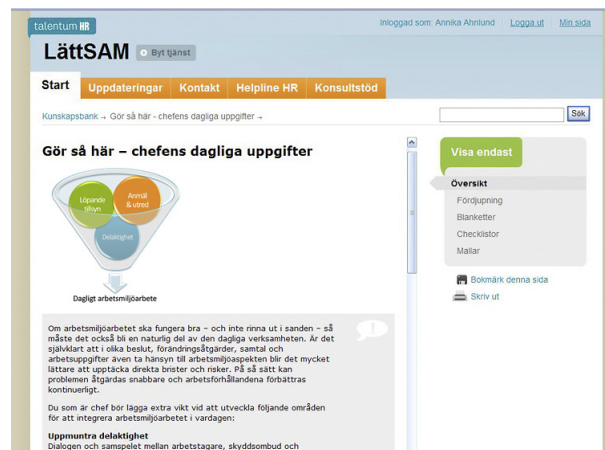 talentum HR
Inloggad som: Annika Ahnlund Logga ut Min sida
LättSAM Byt tjänst
Start Uppdateringar Kontakt Helpline HR Konsultstöd
Kunskapsbank → Gör så här - chefens dagliga uppgifter → Sök
Gör så här – chefens dagliga uppgifter
Löpande
tillsyn
Anmäl
& utred
Delaktighet
Dagligt arbetsmiljöarbete
Om arbetsmiljöarbetet ska fungera bra – och inte rinna ut i sanden – så
måste det också bli en naturlig del av den dagliga verksamheten. Är det
självklart att i olika beslut, förändringsåtgärder, samtal och
arbetsuppgifter även ta hänsyn till arbetsmiljöaspekten blir det mycket
lättare att upptäcka direkta brister och risker. På så sätt kan
problemen åtgärdas snabbare och arbetsförhållandena förbättras
kontinuerligt.
Du som är chef bör lägga extra vikt vid att utveckla följande områden
för att integrera arbetsmiljöarbetet i vardagen:
Uppmuntra delaktighet
Dialogen och samspelet mellan arbetstagare, skyddsombud och
Visa endast
Översikt
Fördjupning
Blanketter
Checklistor
Mallar
Bokmärk denna sida
Skriv ut